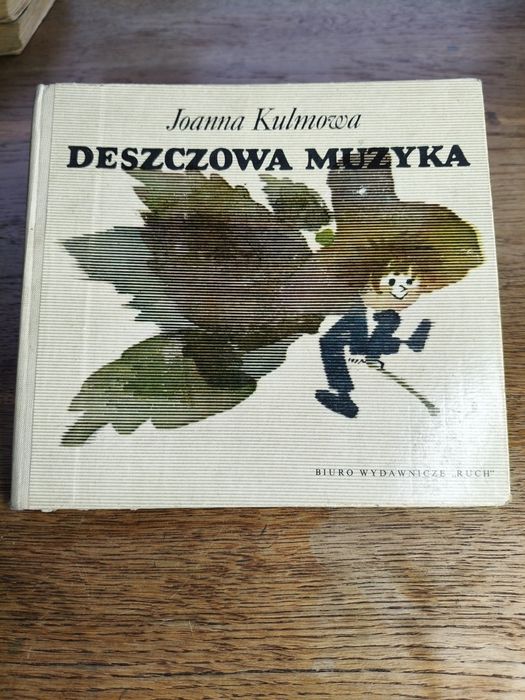 Joanna Kulmowa
DESZCZOWA MUZYKA
BIURO WYDAWNICZE „RUCH"